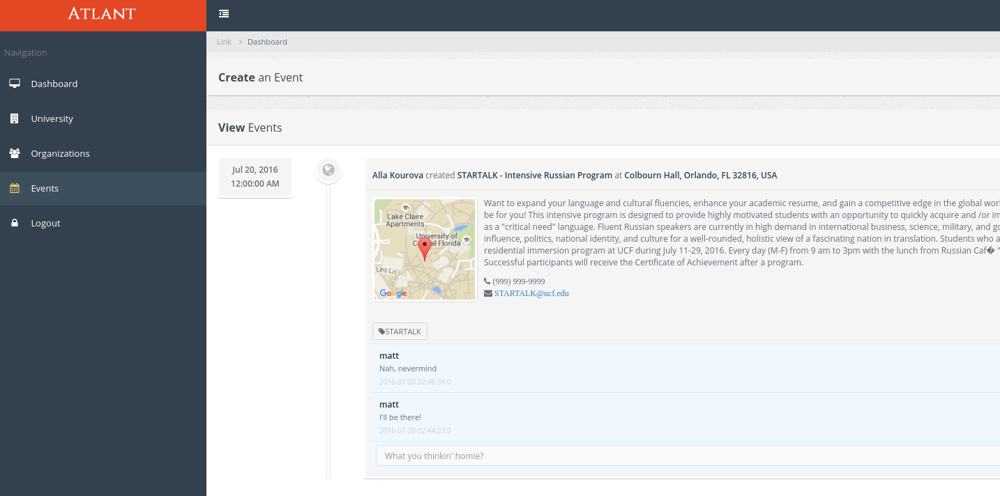 ATLANT
Link > Dashboard
Navigation
Dashboard
University
Organizations
Events
Logout
Create an Event
View Events
Jul 20, 2016
12:00:00 AM
Alla Kourova created STARTALK - Intensive Russian Program at Colbourn Hall, Orlando, FL 32816, USA
Lake Claire
Apartments
University of
Central Florida
Leo Ln
Google
Want to expand your language and cultural fluencies, enhance your academic resume, and gain a competitive edge in the global
be for you! This intensive program is designed to provide highly motivated students with an opportunity to quickly acquire and /or
as a "critical need" language. Fluent Russian speakers are currently in high demand in international business, science, military, and
influence, politics, national identity, and culture for a well-rounded, holistic view of a fascinating nation in translation. Students who
residential immersion program at UCF during July 11-29, 2016. Every day (M-F) from 9 am to 3pm with the lunch from Russian Caf� "
Successful participants will receive the Certificate of Achievement after a program.
(999) 999-9999
STARTALK@ucf.edu
STARTALK
matt
Nah, nevermind
2016-07-20 02:46:34.0
matt
I'll be there!
2016-07-20 02:44:27.0
What you thinkin' homie?